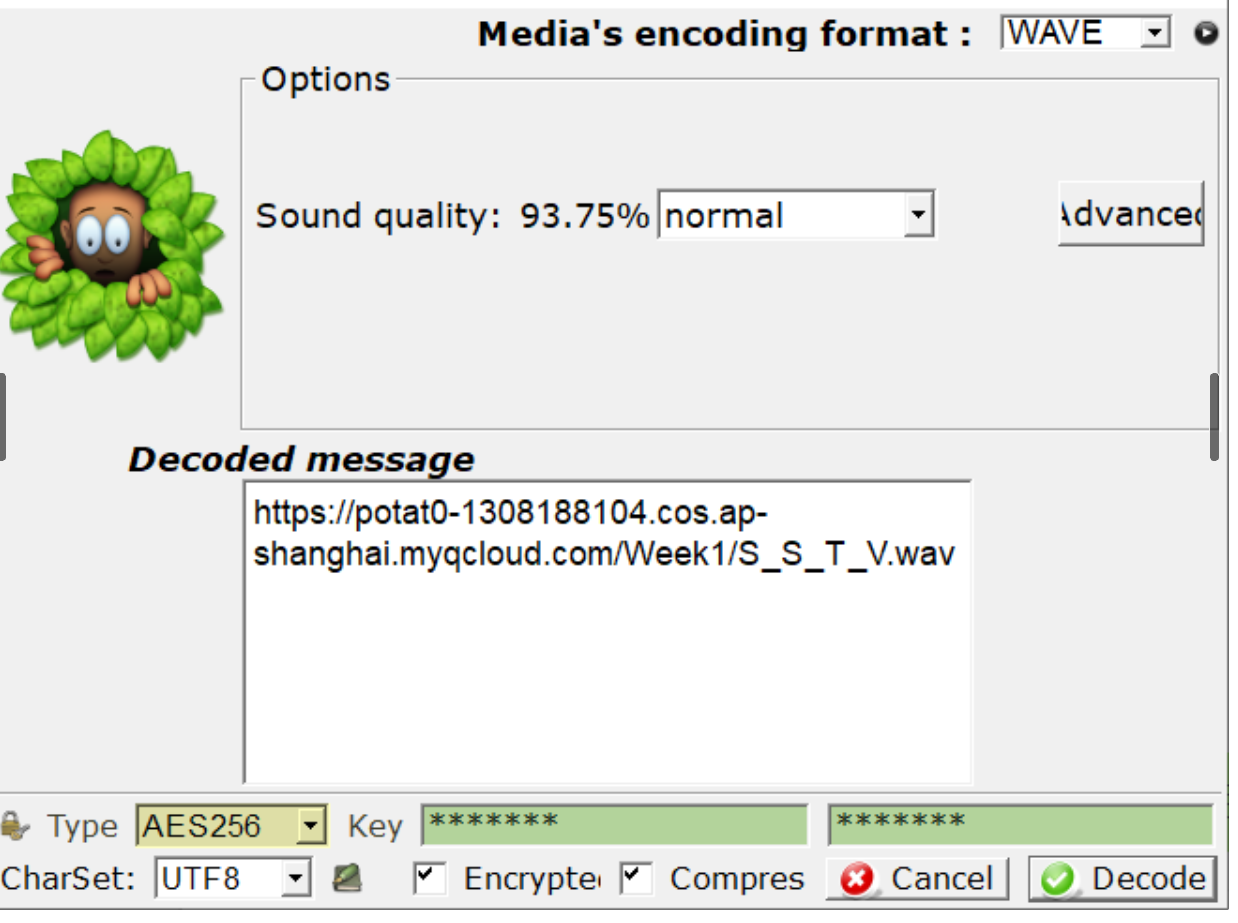 Media's encoding format : WAVE
Options
Sound quality: 93.75% normal
Advanced
Decoded message
https://potat0-1308188104.cos.ap-
shanghai.myqcloud.com/Week1/S_S_T_V.wav
Type AES256 Key ******* *******
CharSet: UTF8 Encrypte Compres Cancel Decode